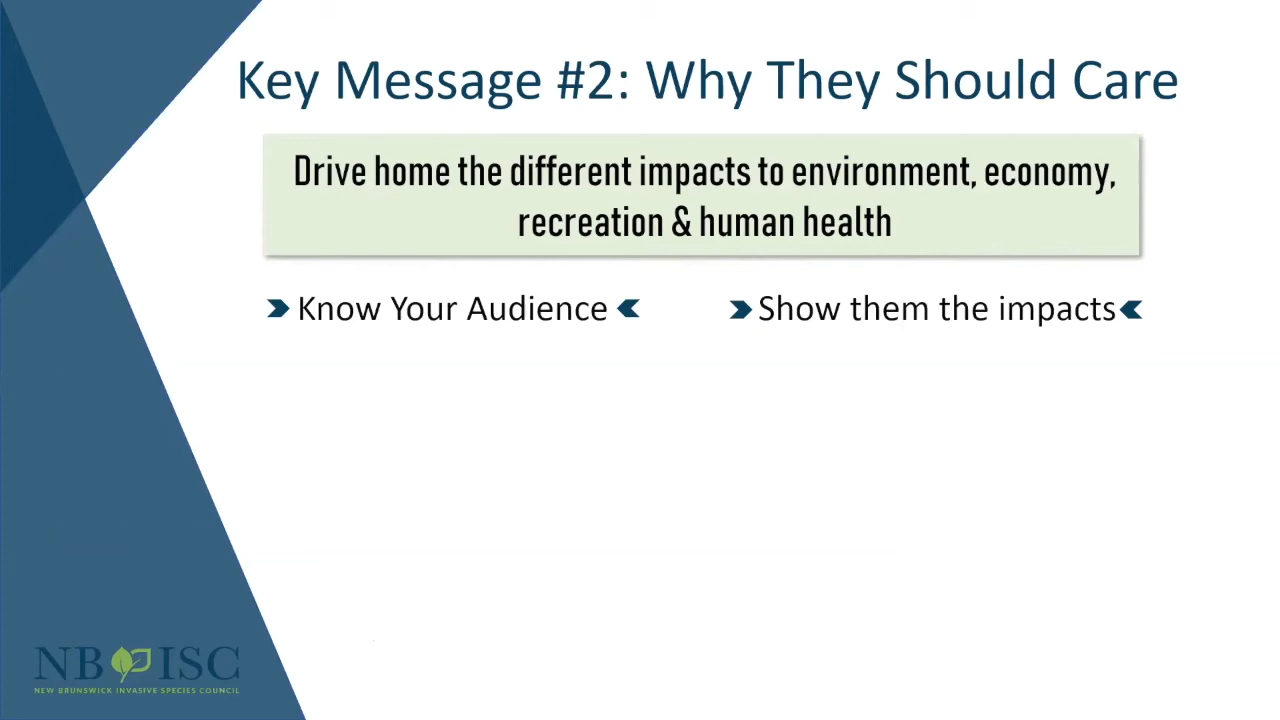 Key Message #2: Why They Should Care
Drive home the different impacts to environment, economy,
recreation & human health
Know Your Audience
Show them the impacts
NB ISC
NEW BRUNSWICK INVASIVE SPECIES COUNCIL